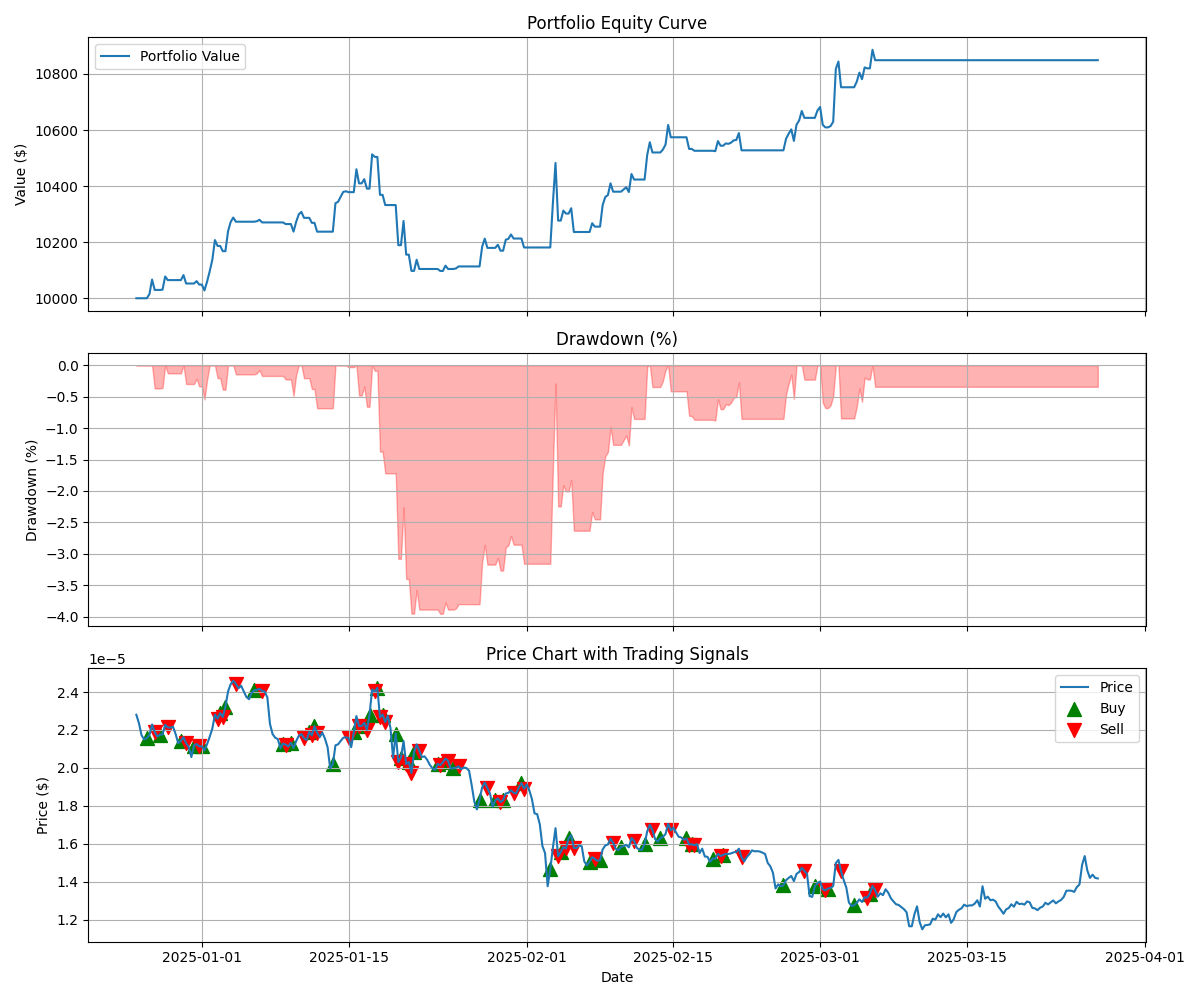 Portfolio Equity Curve
Portfolio Value
Value ($)
10800
10600
10400
10200
10000
Drawdown (%)
Drawdown (%)
0.0
−0.5
−1.0
−1.5
−2.0
−2.5
−3.0
−3.5
−4.0
Price Chart with Trading Signals
1e−5
Price
Buy
Sell
Price ($)
2.4
2.2
2.0
1.8
1.6
1.4
1.2
2025-01-01 2025-01-15 2025-02-01 2025-02-15 2025-03-01 2025-03-15 2025-04-01
Date